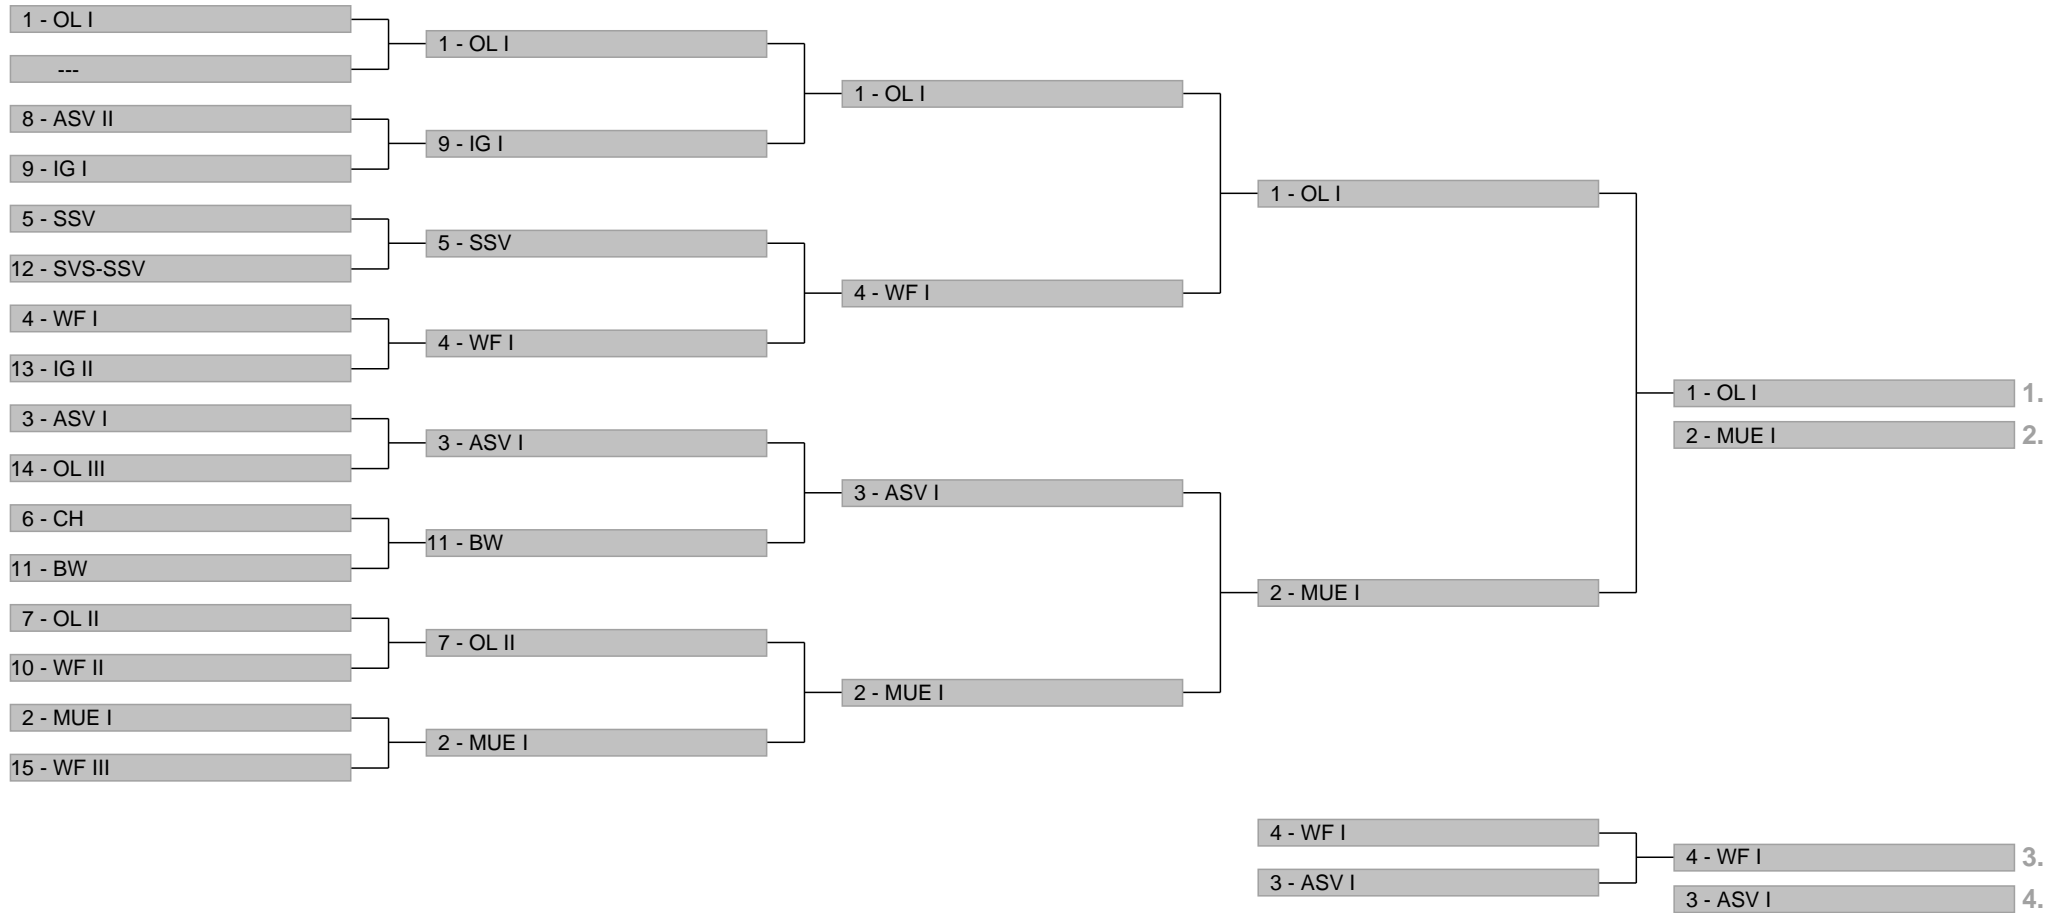 1 - OL I
---
8 - ASV II
9 - IG I
5 - SSV
12 - SVS-SSV
4 - WF I
13 - IG II
3 - ASV I
14 - OL III
6 - CH
11 - BW
7 - OL II
10 - WF II
2 - MUE I
15 - WF III
1 - OL I
9 - IG I
5 - SSV
4 - WF I
3 - ASV I
11 - BW
7 - OL II
2 - MUE I
1 - OL I
4 - WF I
3 - ASV I
2 - MUE I
1 - OL I
2 - MUE I
1 - OL I 1.
2 - MUE I 2.
4 - WF I
3 - ASV I
4 - WF I 3.
3 - ASV I 4.